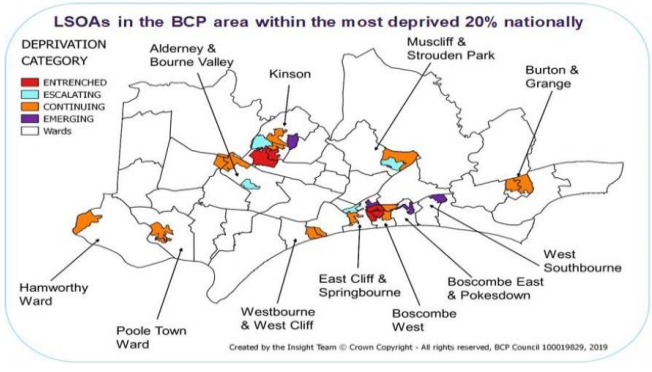 LSOAs in the BCP area within the most deprived 20% nationally
DEPRIVATION
CATEGORY
ENTRENCHED
ESCALATING
CONTINUING
EMERGING
Wards
Alderney &
Bourne Valley
Kinson
Muscliff &
Strouden Park
Burton &
Grange
Hamworthy
Ward
Poole Town
Ward
Westbourne
& West Cliff
East Cliff &
Springbourne
Boscombe
West
Boscombe East
& Pokesdown
West
Southbourne
Created by the Insight Team © Crown Copyright - All rights reserved, BCP Council 100019829, 2019